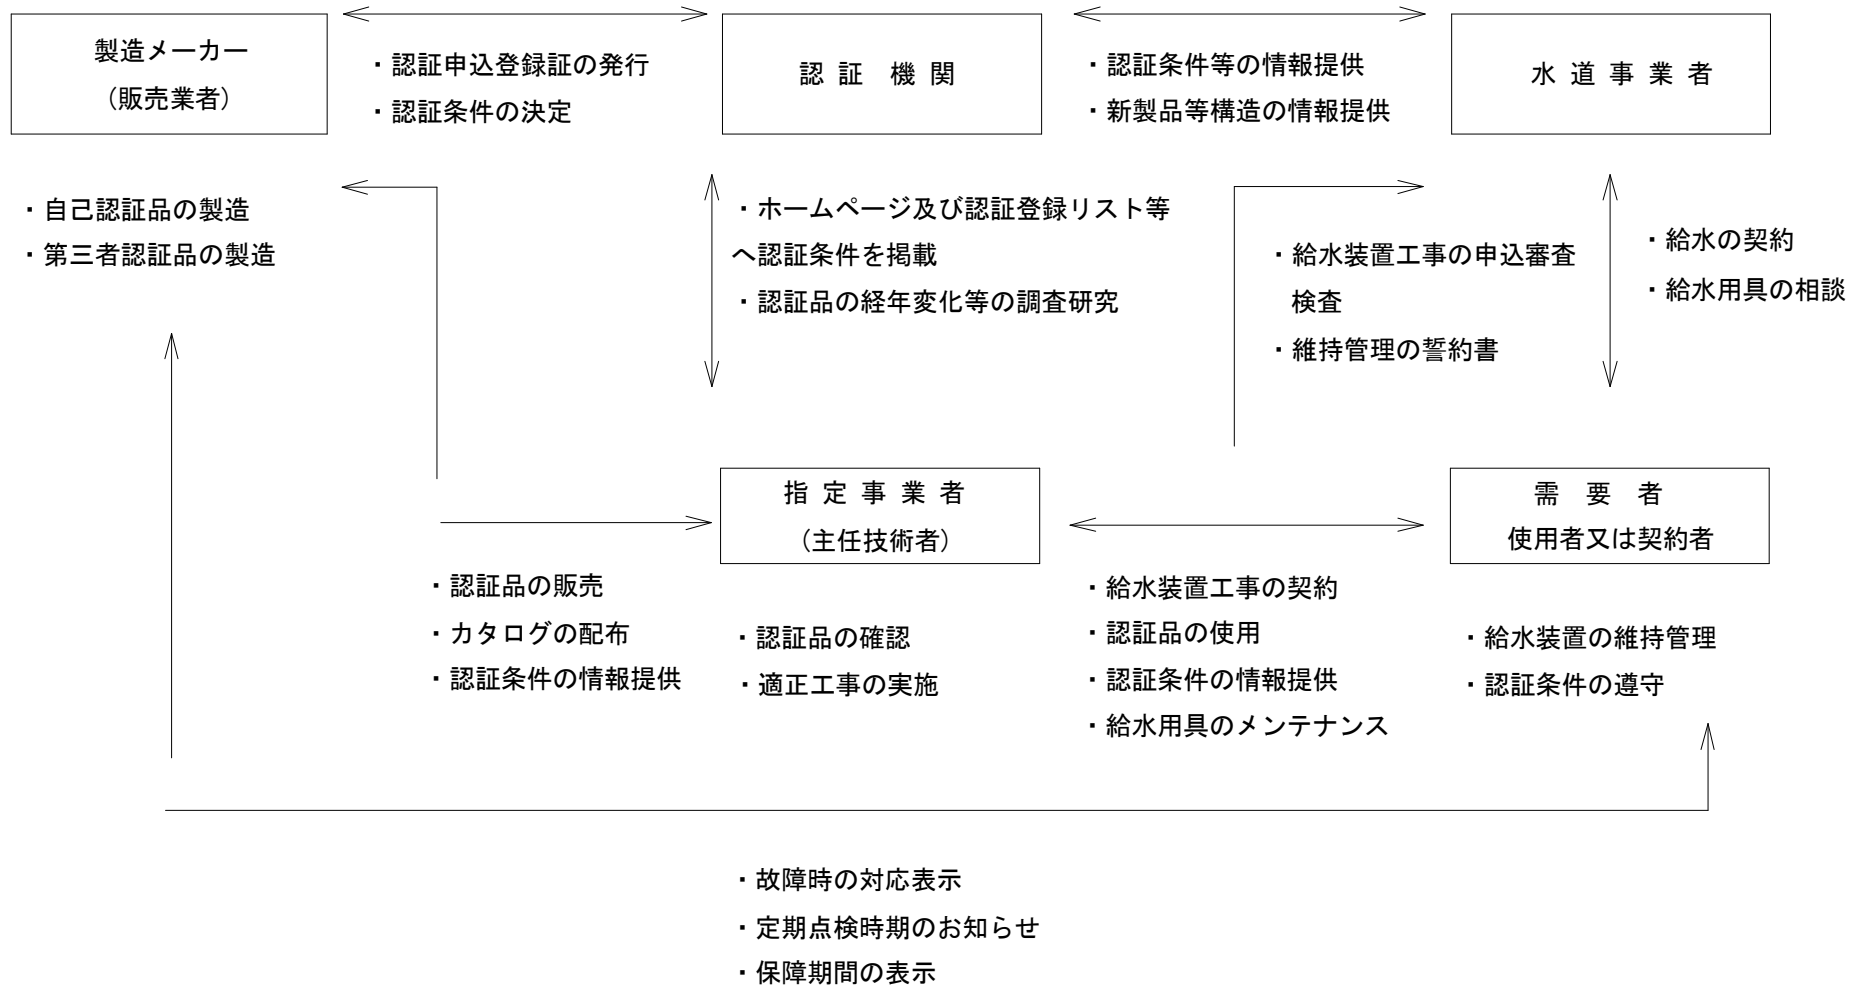 製造メーカー
（販売業者）
・認証申込登録証の発行
・認証条件の決定
認 証 機 関
・認証条件等の情報提供
・新製品等構造の情報提供
水 道 事 業 者
・自己認証品の製造
・第三者認証品の製造
・ホームページ及び認証登録リスト等
へ認証条件を掲載
・認証品の経年変化等の調査研究
・給水装置工事の申込審査
検査
・維持管理の誓約書
・給水の契約
・給水用具の相談
指 定 事 業 者
（主任技術者）
需 要 者
使用者又は契約者
・認証品の販売
・カタログの配布
・認証条件の情報提供
・認証品の確認
・適正工事の実施
・給水装置工事の契約
・認証品の使用
・認証条件の情報提供
・給水用具のメンテナンス
・給水装置の維持管理
・認証条件の遵守
・故障時の対応表示
・定期点検時期のお知らせ
・保障期間の表示